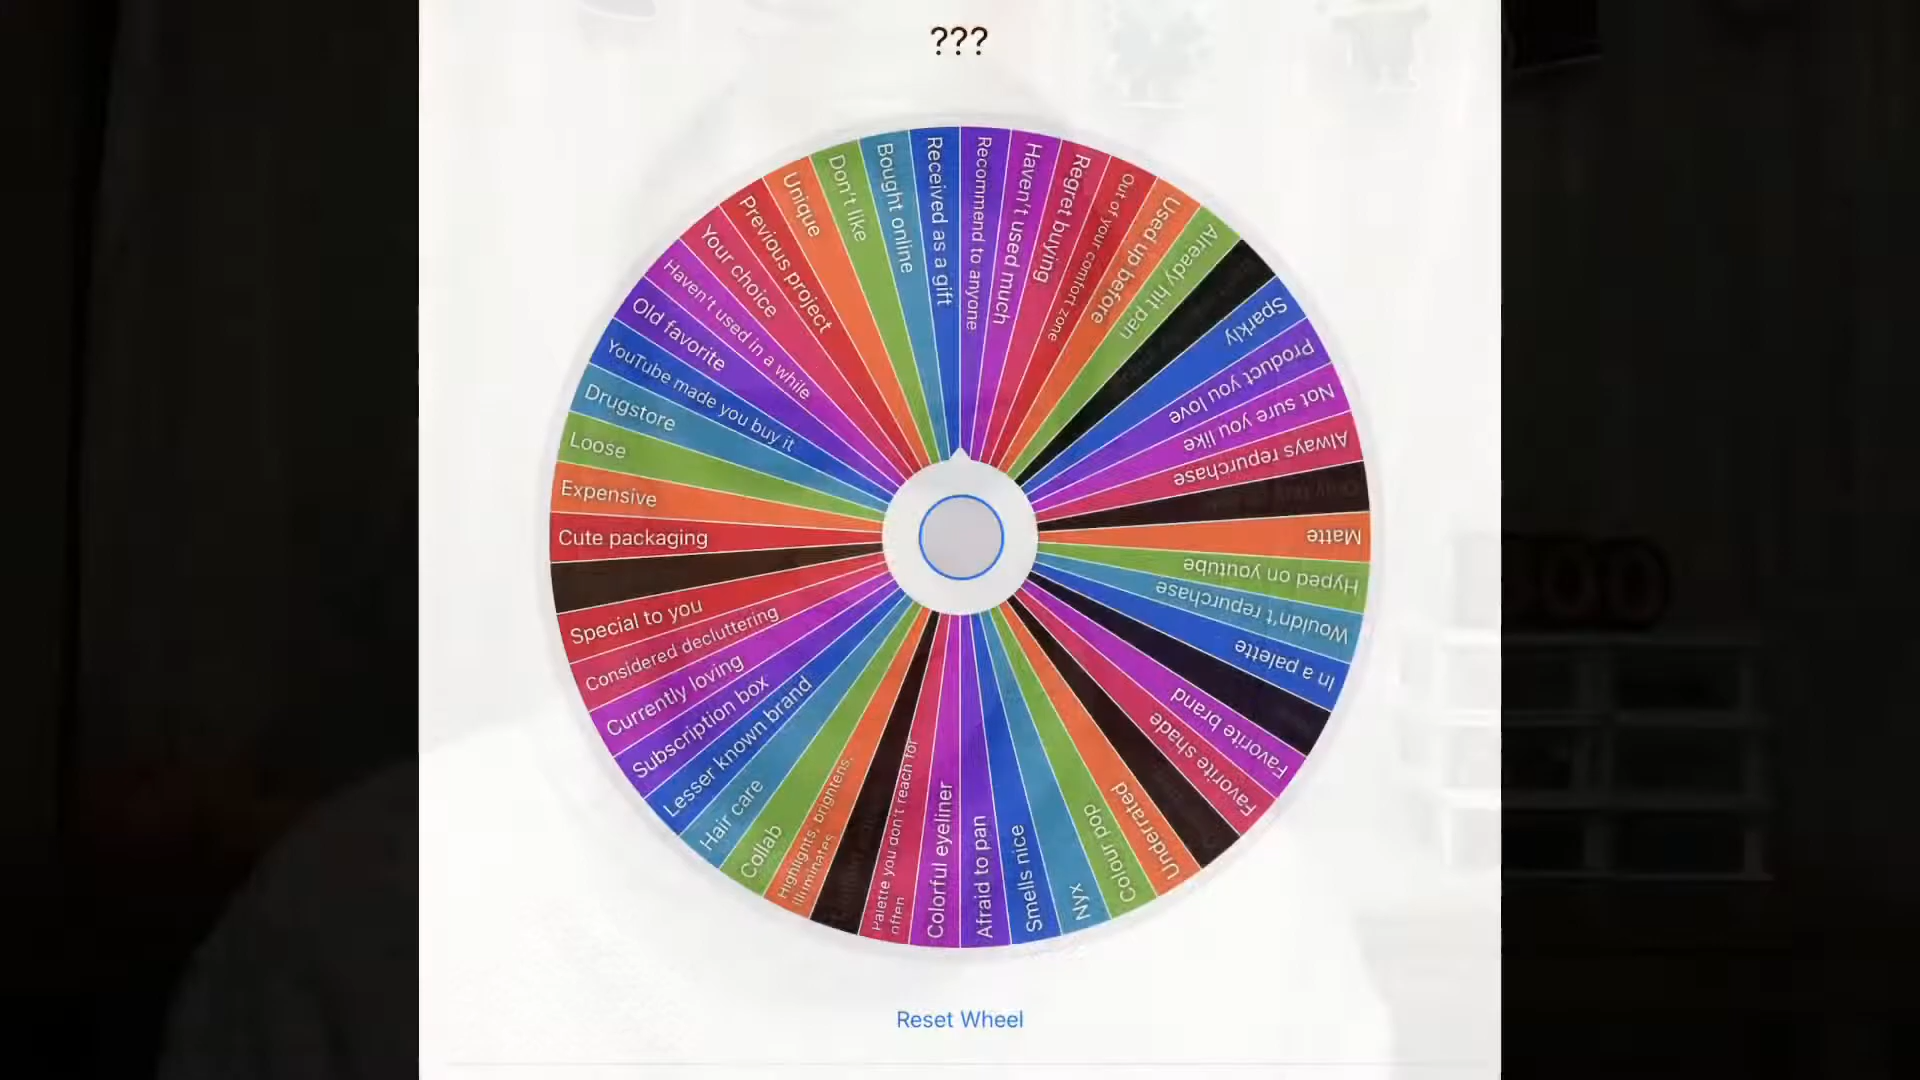 ???
Recommend to anyone
Haven't used much
Regret buying
Out of your comfort zone
Used up before
Already hit pan
Sparkly
Product you love
Not sure you like
Always repurchase
Matte
Hyped on youtube
Wouldn't repurchase
In a palette
Favorite brand
Favorite shade
Underrated
Colour pop
Nyx
Smells nice
Afraid to pan
Colorful eyeliner
Palette you don't reach for
often
Highlights, brightens,
illuminates
Collab
Hair care
Lesser known brand
Subscription box
Currently loving
Considered decluttering
Special to you
Cute packaging
Expensive
Loose
Drugstore
YouTube made you buy it
Old favorite
Haven't used in a while
Your choice
Previous project
Unique
Don't like
Bought online
Received as a gift
Reset Wheel